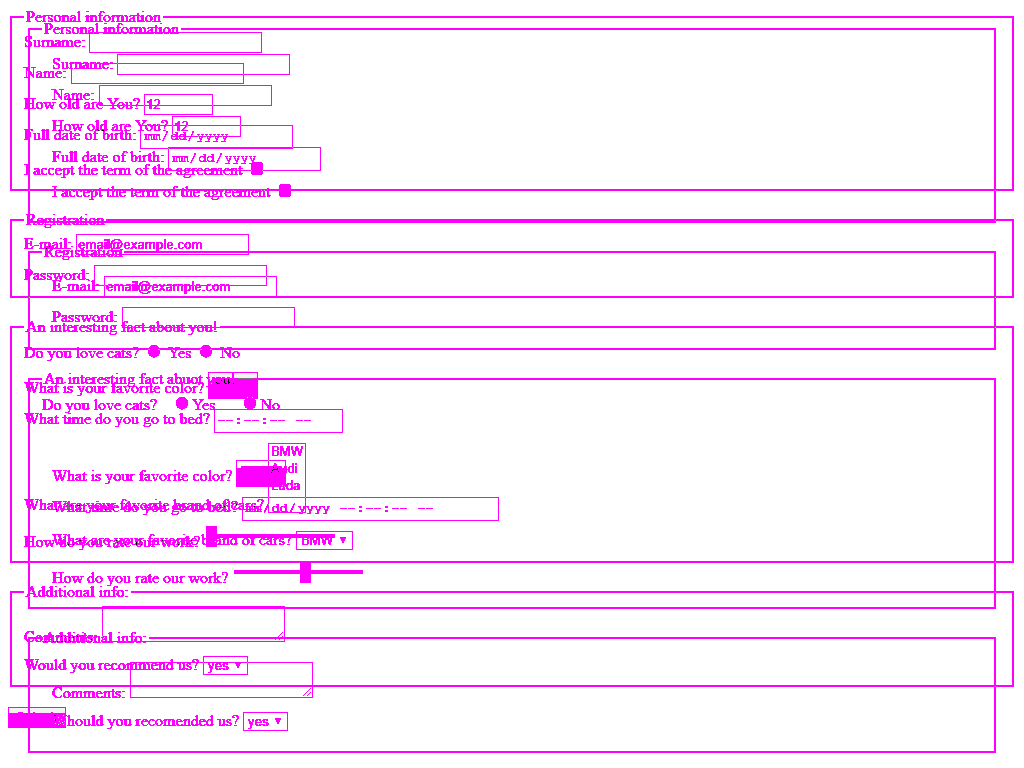 Personal information
Personal information
Surname:
Surname:
Name:
Name:
How old are You? 12
How old are You? 12
Full date of birth: mm/dd/yyyy
Full date of birth: mm/dd/yyyy
I accept the term of the agreement
I accept the term of the agreement
Registration
E-mail: email@example.com
Registration
Password:
E-mail: email@example.com
Password:
An interesting fact about you!
Do you love cats? Yes No
An interesting fact abuot you!
What is your favorite color?
Do you love cats? Yes No
What time do you go to bed? --:--:-- --
BMW
Audi
What is your favorite color?
Lada
What are your favorite brand of cars?
What time do you go to bed? mm/dd/yyyy --:--:-- --
What are your favorite brand of cars? BMW
How do you rate our work?
How do you rate our work?
Additional info:
Comments:
Additional info:
Would you recommend us? yes
Comments:
Should you recomended us? yes